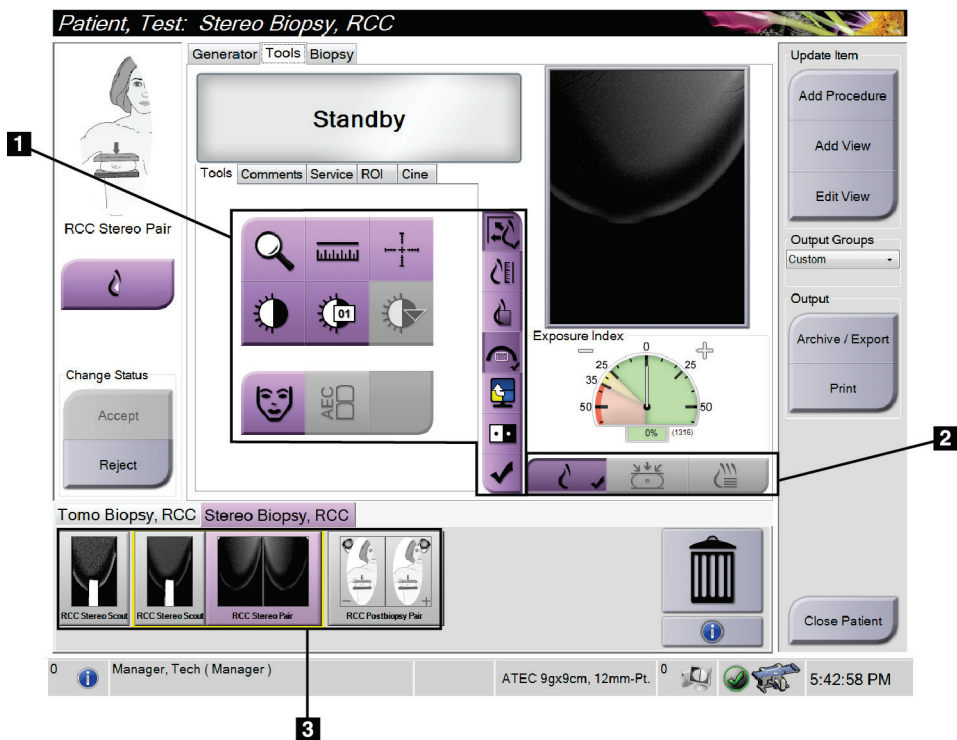 Patient, Test: Stereo Biopsy, RCC
Generator Tools Biopsy
Standby
Tools Comments Service ROI Cine
1
RCC Stereo Pair
01
AEC
Change Status
Accept
Reject
Exposure Index
0
25 25
35
50 50
0% (1316)
2
Update Item
Add Procedure
Add View
Edit View
Output Groups
Custom
Output
Archive / Export
Print
Close Patient
Tomo Biopsy, RCC Stereo Biopsy, RCC
RCC Stereo Scout RCC Stereo Scout RCC Stereo Pair RCC Postbiopsy Pair
− +
0 Manager, Tech ( Manager ) ATEC 9gx9cm, 12mm-Pt. 0 5:42:58 PM
3